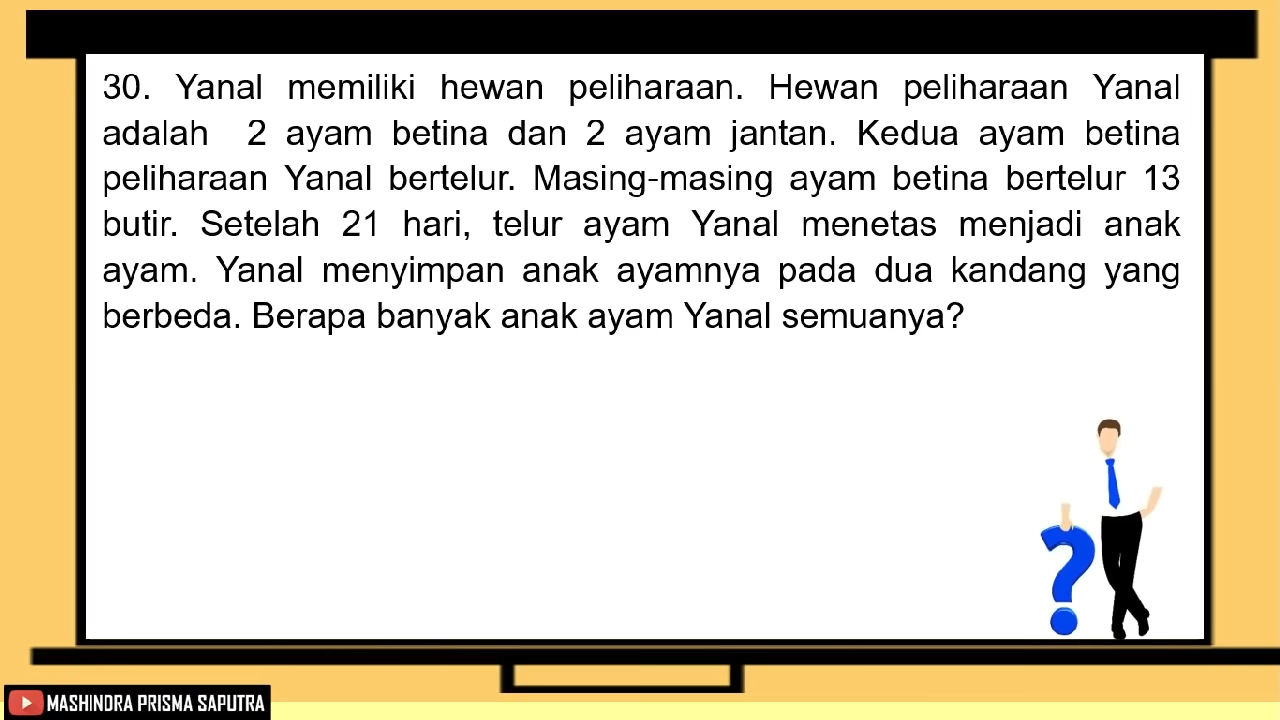 30. Yanal memiliki hewan peliharaan. Hewan peliharaan Yanal
adalah 2 ayam betina dan 2 ayam jantan. Kedua ayam betina
peliharaan Yanal bertelur. Masing-masing ayam betina bertelur 13
butir. Setelah 21 hari, telur ayam Yanal menetas menjadi anak
ayam. Yanal menyimpan anak ayamnya pada dua kandang yang
berbeda. Berapa banyak anak ayam Yanal semuanya?
?
MASHINDRA PRISMA SAPUTRA